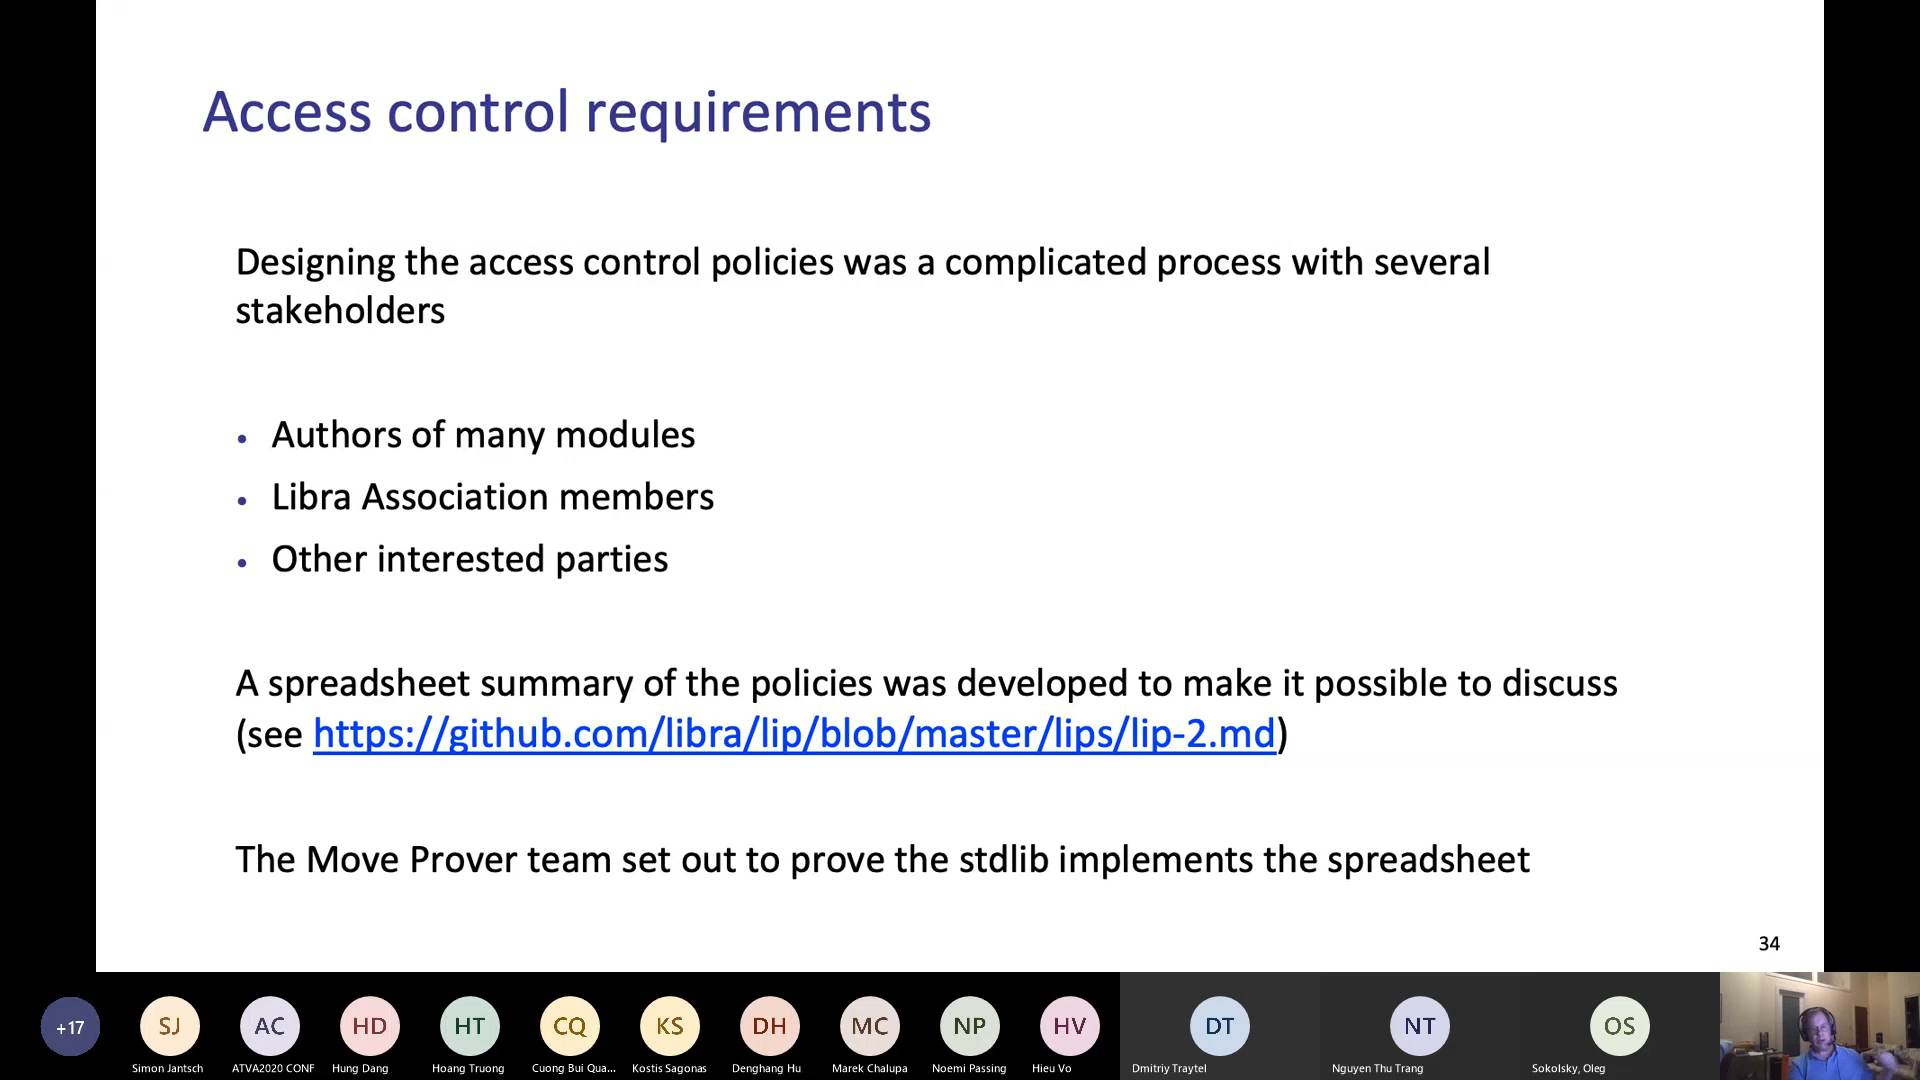 Access control requirements
Designing the access control policies was a complicated process with several
stakeholders
• Authors of many modules
• Libra Association members
• Other interested parties
A spreadsheet summary of the policies was developed to make it possible to discuss
(see https://github.com/libra/lip/blob/master/lips/lip-2.md)
The Move Prover team set out to prove the stdlib implements the spreadsheet
34
+17 SJ AC HD HT CQ KS DH MC NP HV DT NT OS
Simon Jantsch ATVA2020 CONF Hung Dang Hoang Truong Cuong Bui Qua... Kostis Sagonas Denghang Hu Marek Chalupa Noemi Passing Hieu Vo Dmitriy Traytel Nguyen Thu Trang Sokolsky, Oleg